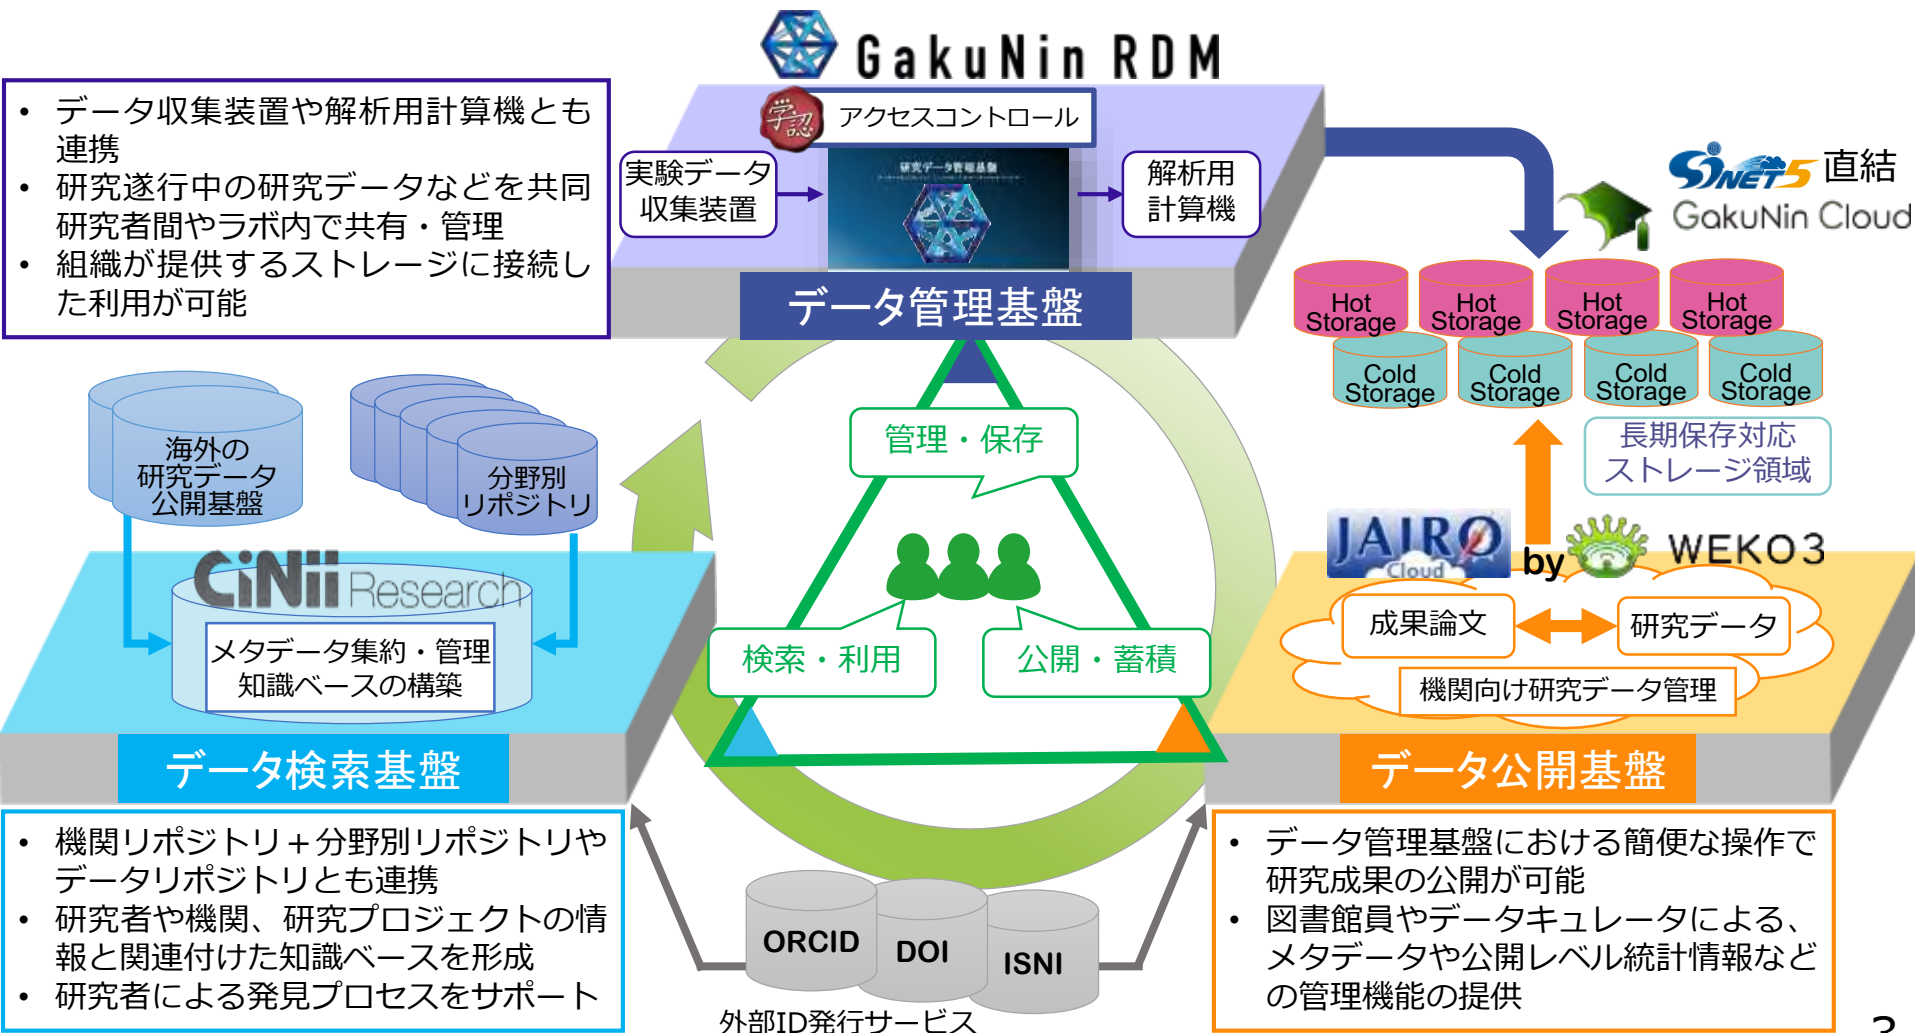 GakuNin RDM
・ データ収集装置や解析用計算機とも
連携
・ 研究遂行中の研究データなどを共同
研究者間やラボ内で共有・管理
・ 組織が提供するストレージに接続し
た利用が可能
学認
アクセスコントロール
実験データ
収集装置
研究データ管理基盤
解析用
計算機
データ管理基盤
SINET5 直結
GakuNin Cloud
Hot
Storage
Hot
Storage
Hot
Storage
Hot
Storage
Cold
Storage
Cold
Storage
Cold
Storage
Cold
Storage
長期保存対応
ストレージ領域
海外の
研究データ
公開基盤
分野別
リポジトリ
CiNii Research
メタデータ集約・管理
知識ベースの構築
データ検索基盤
管理・保存
検索・利用
公開・蓄積
JAIRO
Cloud
by
WEKO3
成果論文
研究データ
機関向け研究データ管理
データ公開基盤
・ 機関リポジトリ+分野別リポジトリや
データリポジトリとも連携
・ 研究者や機関、研究プロジェクトの情
報と関連付けた知識ベースを形成
・ 研究者による発見プロセスをサポート
ORCID
DOI
ISNI
外部ID発行サービス
・ データ管理基盤における簡便な操作で
研究成果の公開が可能
・ 図書館員やデータキュレータによる、
メタデータや公開レベル統計情報など
の管理機能の提供
3